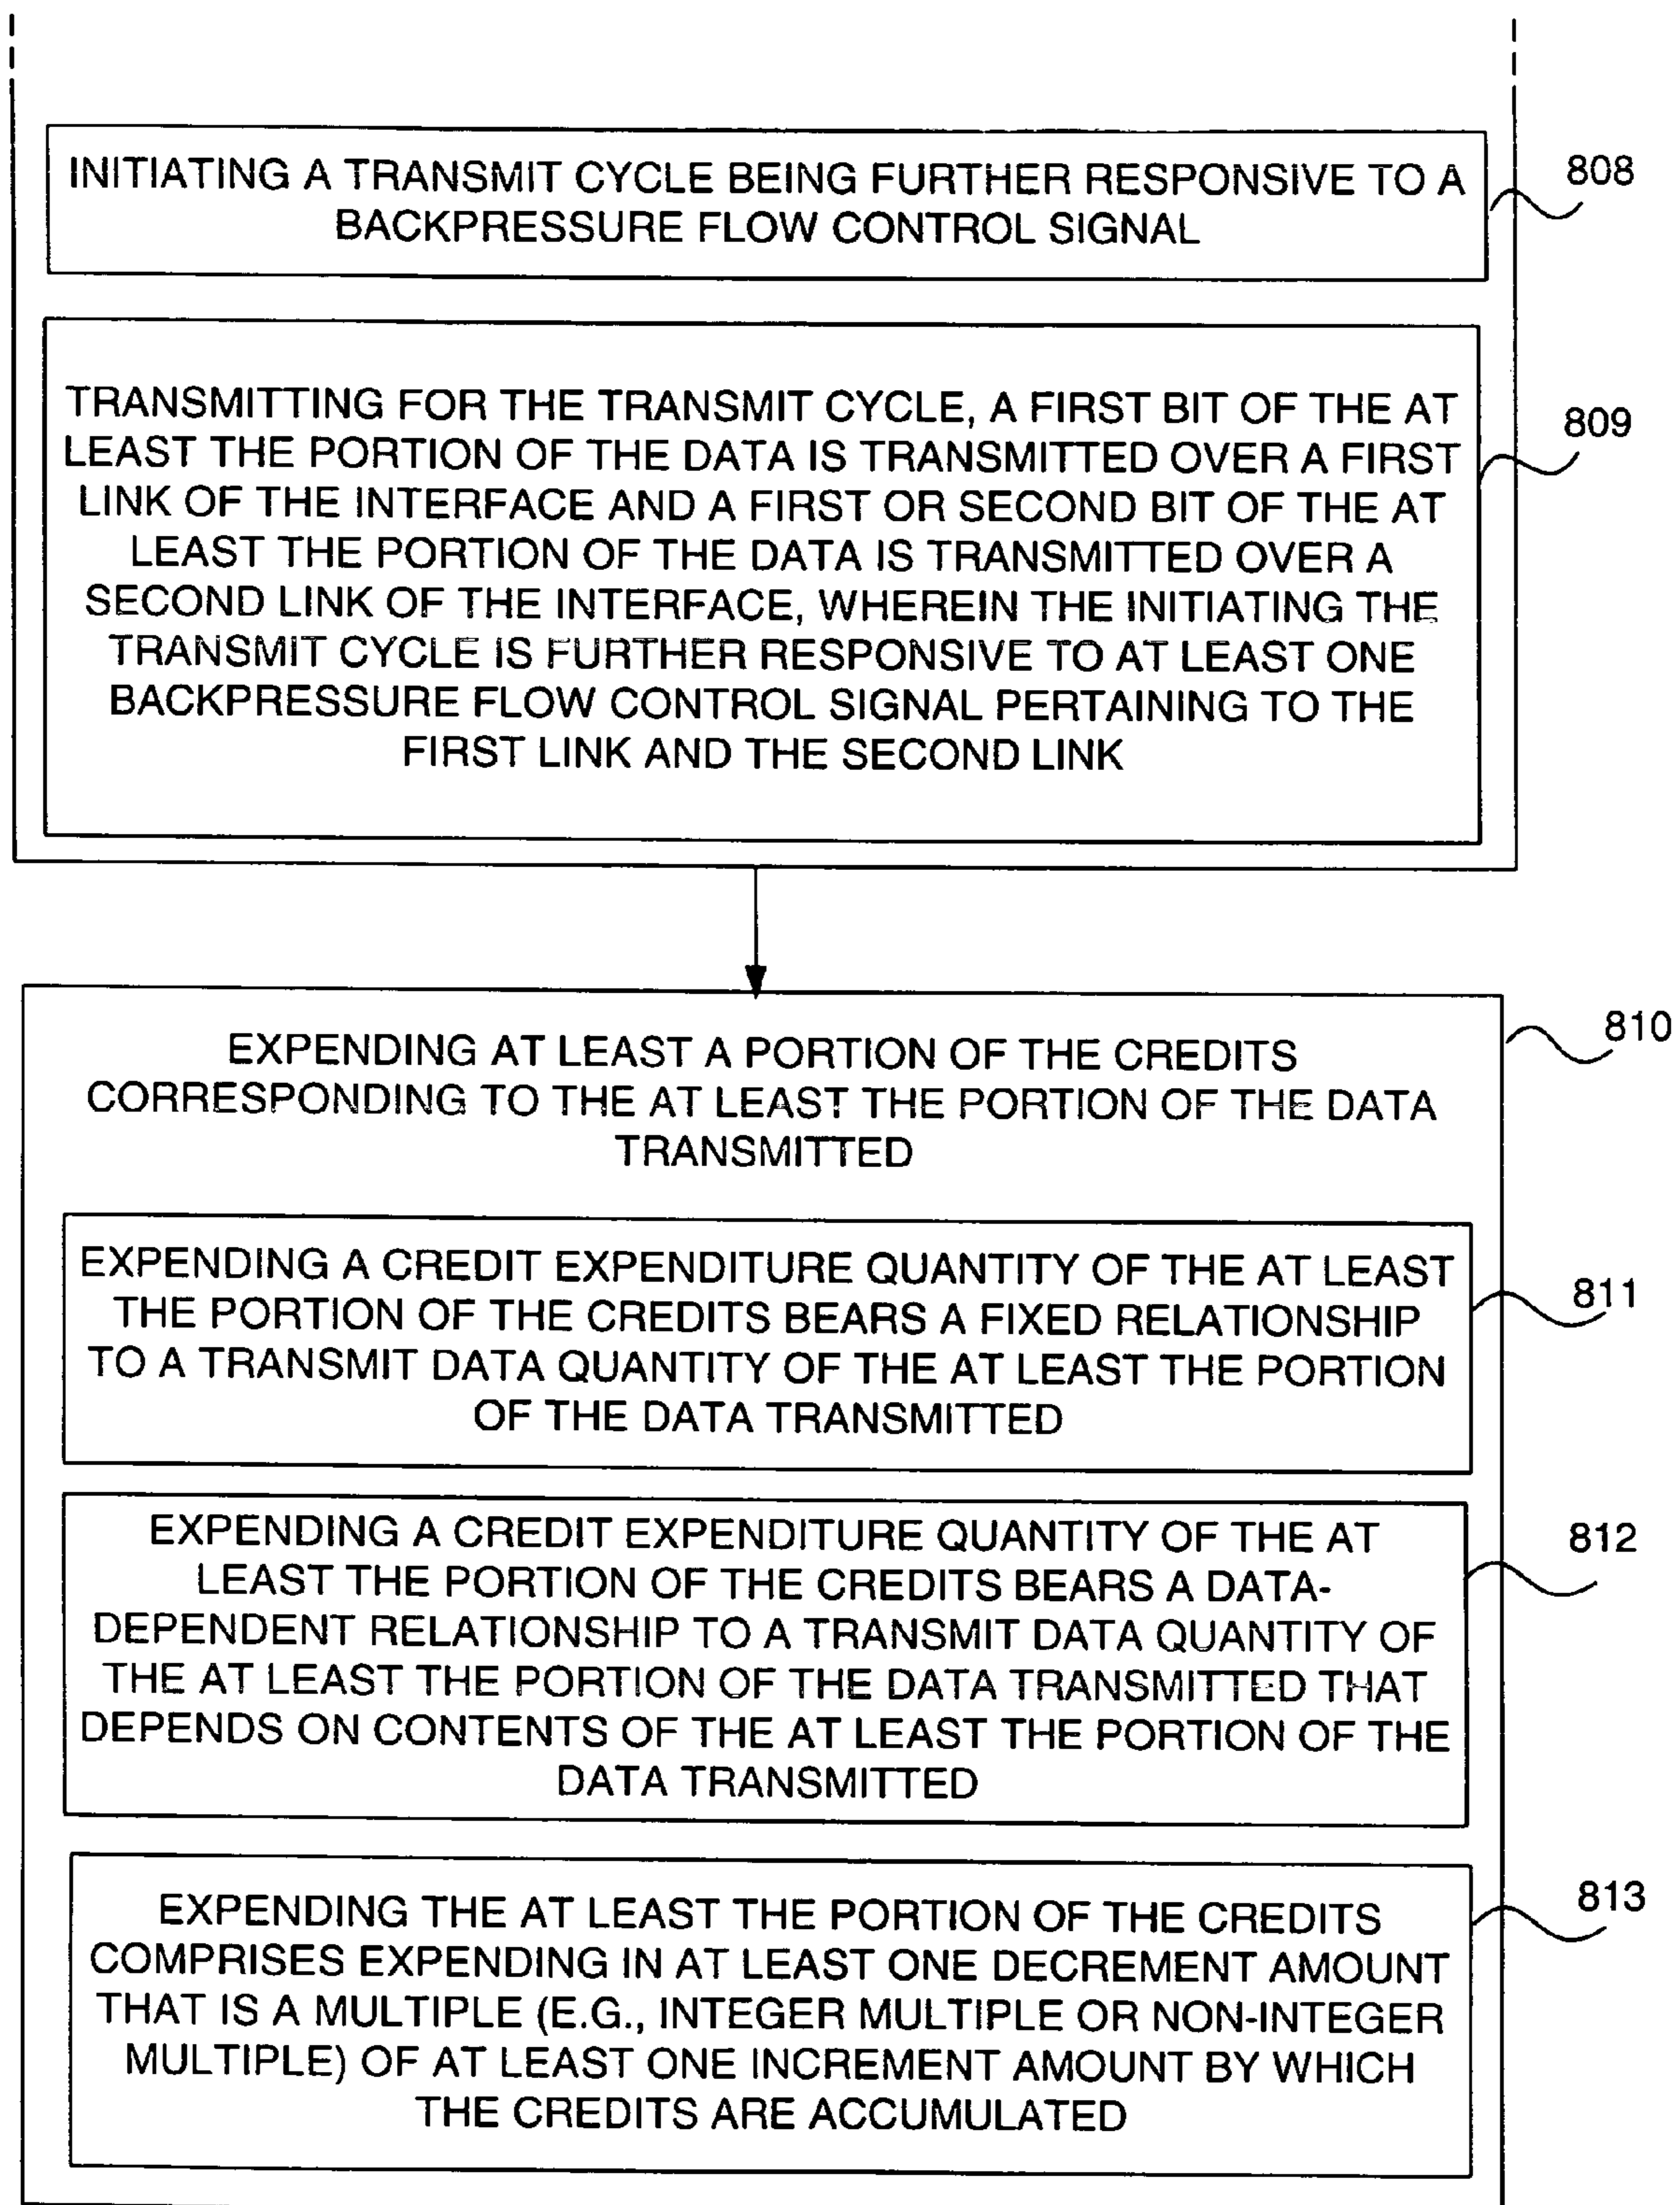 INITIATING A TRANSMIT CYCLE BEING FURTHER RESPONSIVE TO A
BACKPRESSURE FLOW CONTROL SIGNAL
808
TRANSMITTING FOR THE TRANSMIT CYCLE, A FIRST BIT OF THE AT
LEAST THE PORTION OF THE DATA IS TRANSMITTED OVER A FIRST
LINK OF THE INTERFACE AND A FIRST OR SECOND BIT OF THE AT
LEAST THE PORTION OF THE DATA IS TRANSMITTED OVER A
SECOND LINK OF THE INTERFACE, WHEREIN THE INITIATING THE
TRANSMIT CYCLE IS FURTHER RESPONSIVE TO AT LEAST ONE
BACKPRESSURE FLOW CONTROL SIGNAL PERTAINING TO THE
FIRST LINK AND THE SECOND LINK
809
EXPENDING AT LEAST A PORTION OF THE CREDITS
CORRESPONDING TO THE AT LEAST THE PORTION OF THE DATA
TRANSMITTED
810
EXPENDING A CREDIT EXPENDITURE QUANTITY OF THE AT LEAST
THE PORTION OF THE CREDITS BEARS A FIXED RELATIONSHIP
TO A TRANSMIT DATA QUANTITY OF THE AT LEAST THE PORTION
OF THE DATA TRANSMITTED
811
EXPENDING A CREDIT EXPENDITURE QUANTITY OF THE AT
LEAST THE PORTION OF THE CREDITS BEARS A DATA-
DEPENDENT RELATIONSHIP TO A TRANSMIT DATA QUANTITY OF
THE AT LEAST THE PORTION OF THE DATA TRANSMITTED THAT
DEPENDS ON CONTENTS OF THE AT LEAST THE PORTION OF THE
DATA TRANSMITTED
812
EXPENDING THE AT LEAST THE PORTION OF THE CREDITS
COMPRISES EXPENDING IN AT LEAST ONE DECREMENT AMOUNT
THAT IS A MULTIPLE (E.G., INTEGER MULTIPLE OR NON-INTEGER
MULTIPLE) OF AT LEAST ONE INCREMENT AMOUNT BY WHICH
THE CREDITS ARE ACCUMULATED
813